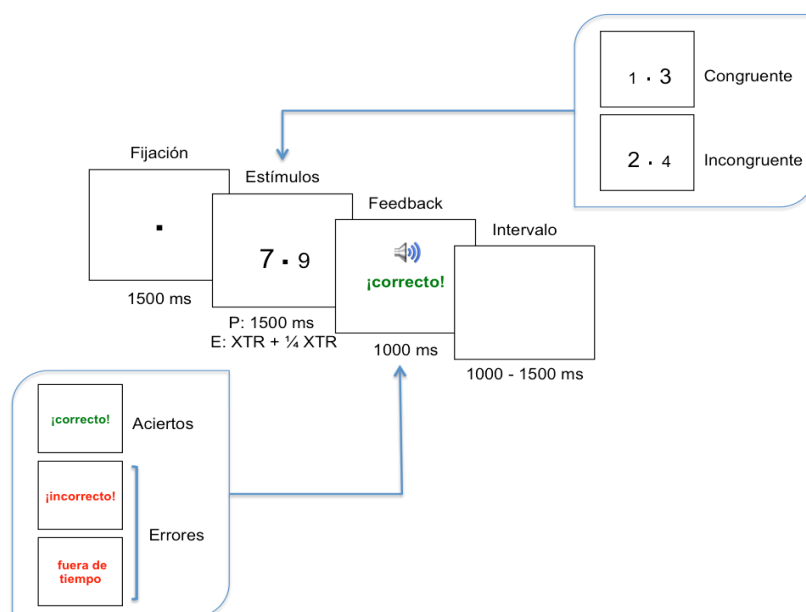 1 . 3
Congruente
2 . 4
Incongruente
Fijación
.
Estímulos
7 . 9
Feedback
¡correcto!
Intervalo
1500 ms
P: 1500 ms
E: XTR + ¼ XTR
1000 ms
1000 - 1500 ms
¡correcto!
Aciertos
¡incorrecto!
Errores
fuera de
tiempo